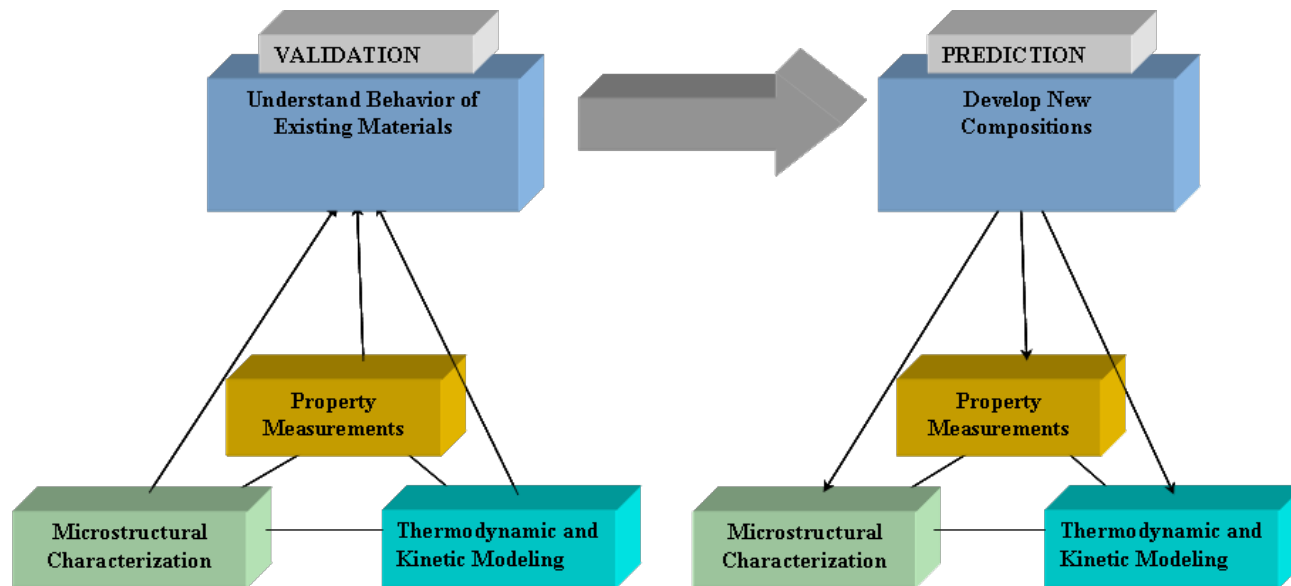 VALIDATION
Understand Behavior of
Existing Materials
PREDICTION
Develop New
Compositions
Property
Measurements
Microstructural
Characterization
Thermodynamic and
Kinetic Modeling
Property
Measurements
Microstructural
Characterization
Thermodynamic and
Kinetic Modeling